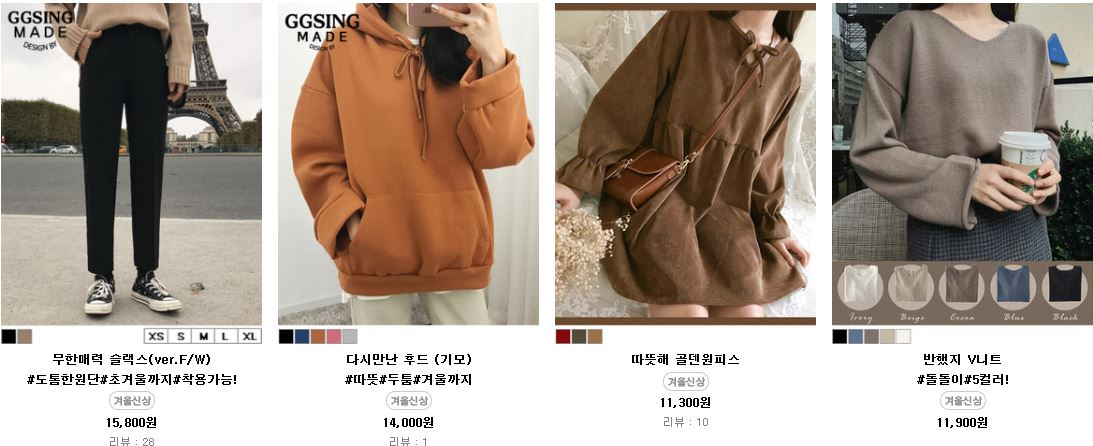 GGSING
MADE
DESIGN BY
XS S M L XL
무한매력 슬랙스(ver.F/W)
#도톰한원단#초겨울까지#착용가능!
겨울신상
15,800원
리뷰 : 28
GGSING
MADE
DESIGN BY
다시만난 후드 (기모)
#따뜻#두툼#겨울까지
겨울신상
14,000원
리뷰 : 1
따뜻해 골덴원피스
겨울신상
11,300원
리뷰 : 10
Ivory Beige Cocoa Blue Black
반했지 V니트
#돌돌이#5컬러!
겨울신상
11,900원